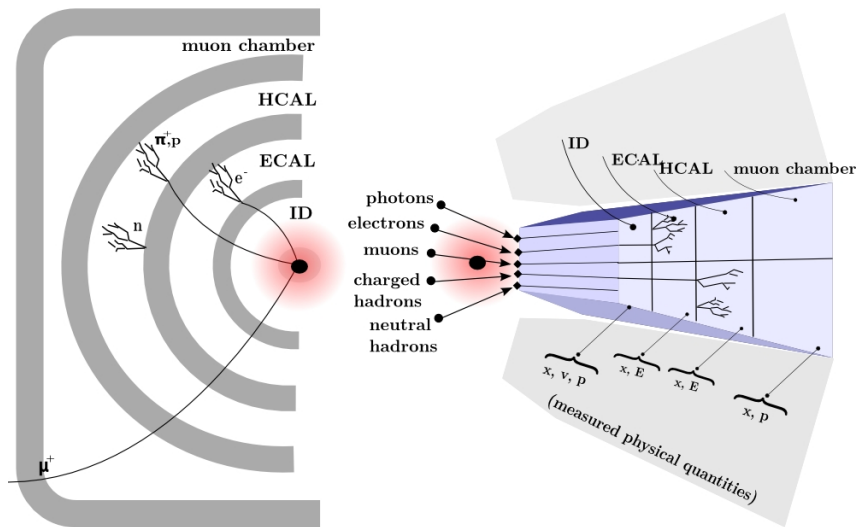 muon chamber
HCAL
π⁺,p
ECAL
e⁻
ID
n
μ⁺
ID
ECAL
HCAL
muon chamber
photons
electrons
muons
charged
hadrons
neutral
hadrons
x, v, p
x, E
x, E
x, p
(measured physical quantities)